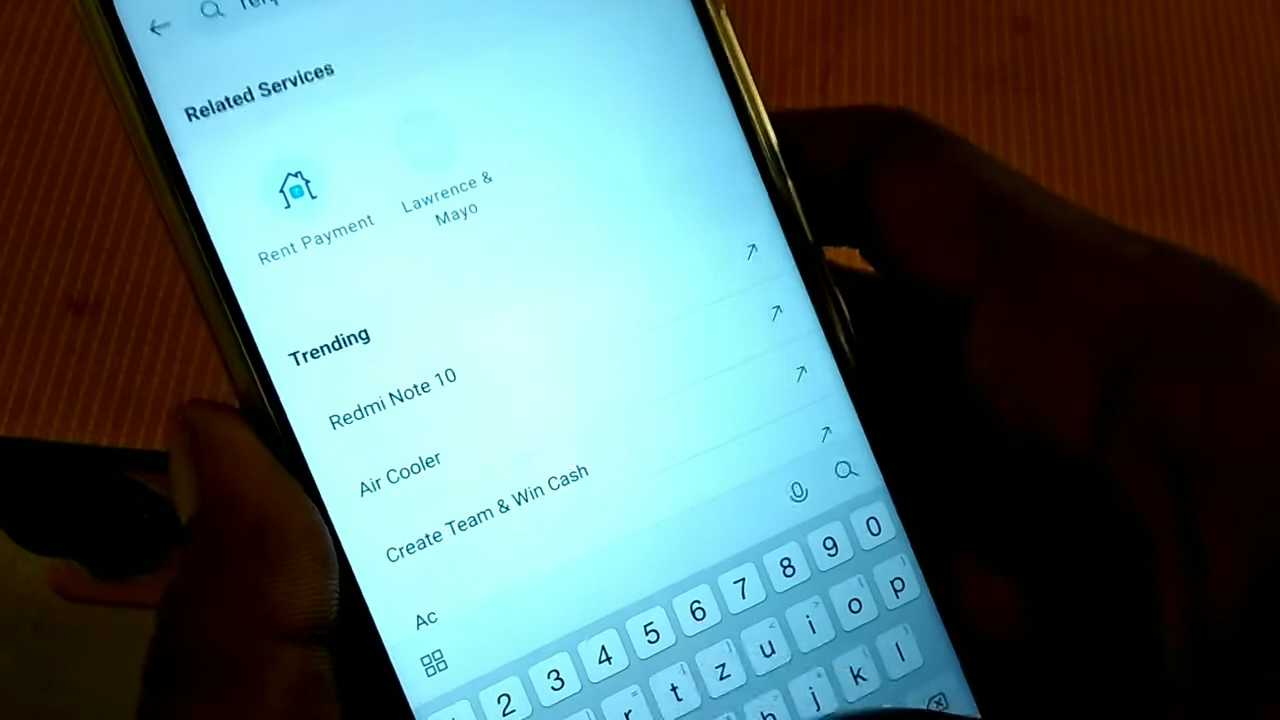 Related Services
Rent Payment
Lawrence &
Mayo
Trending
Redmi Note 10
Air Cooler
Create Team & Win Cash
Ac
2 3 4 5 6 7 8 9 0
r t z u i o p
h j k l